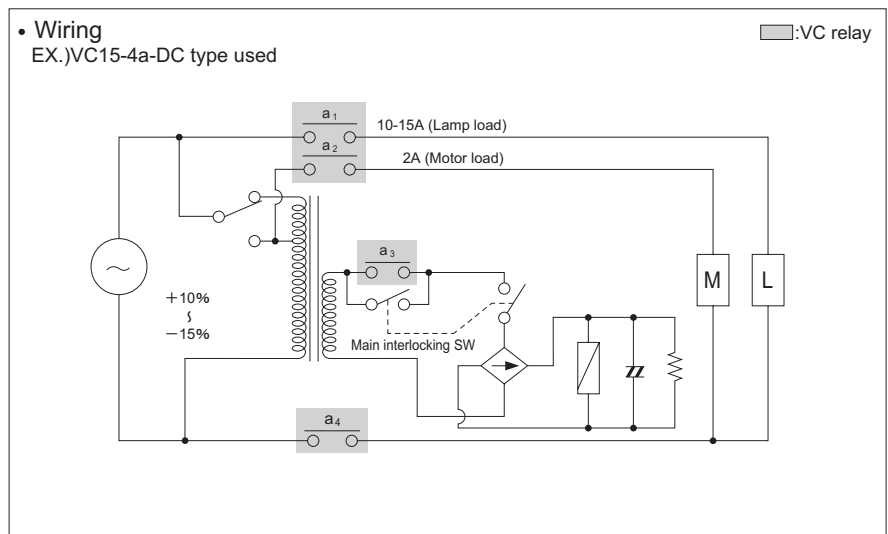 • Wiring
:VC relay
EX.)VC15-4a-DC type used
a1
10-15A (Lamp load)
a2
2A (Motor load)
a3
M
L
+10%
~
−15%
Main interlocking SW
a4